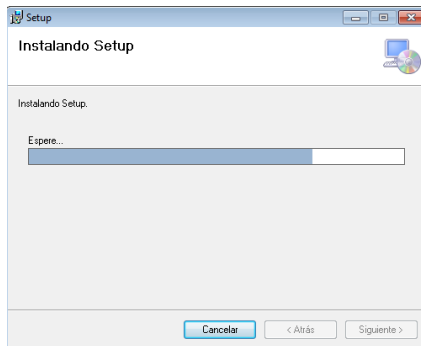 Setup
Instalando Setup
Instalando Setup.
Espere...
Cancelar
< Atrás
Siguiente >